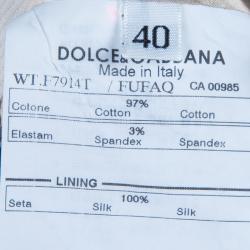 40
DOLCE&GABBANA
Made in Italy
WT.F7914T / FUFAQ CA 00985
97%
Cotone Cotton Cotton
3%
Elastam Spandex Spandex
LINING
100%
Seta Silk Silk